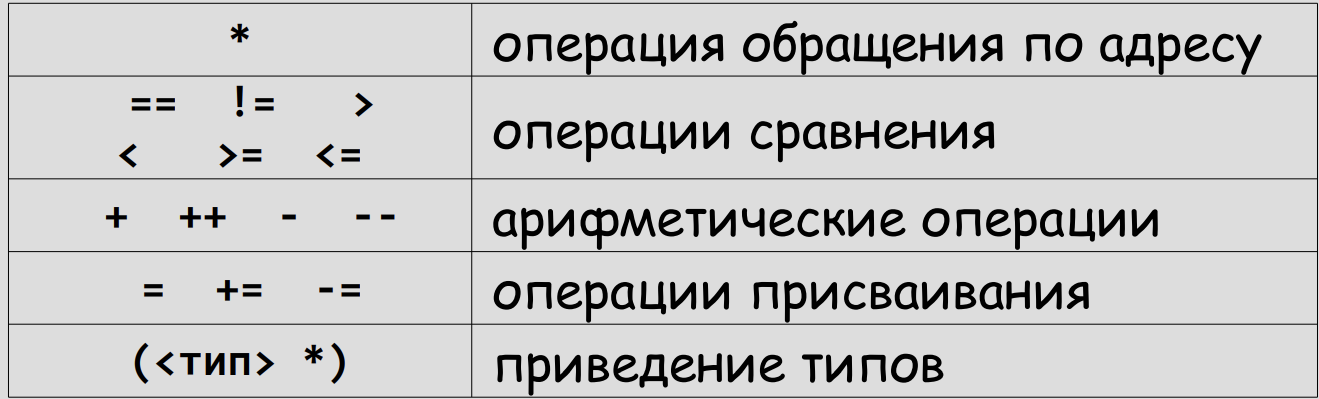 * операция обращения по адресу
== != >
< >= <=
операции сравнения
+ ++ - -- арифметические операции
= += -= операции присваивания
(<тип> *) приведение типов